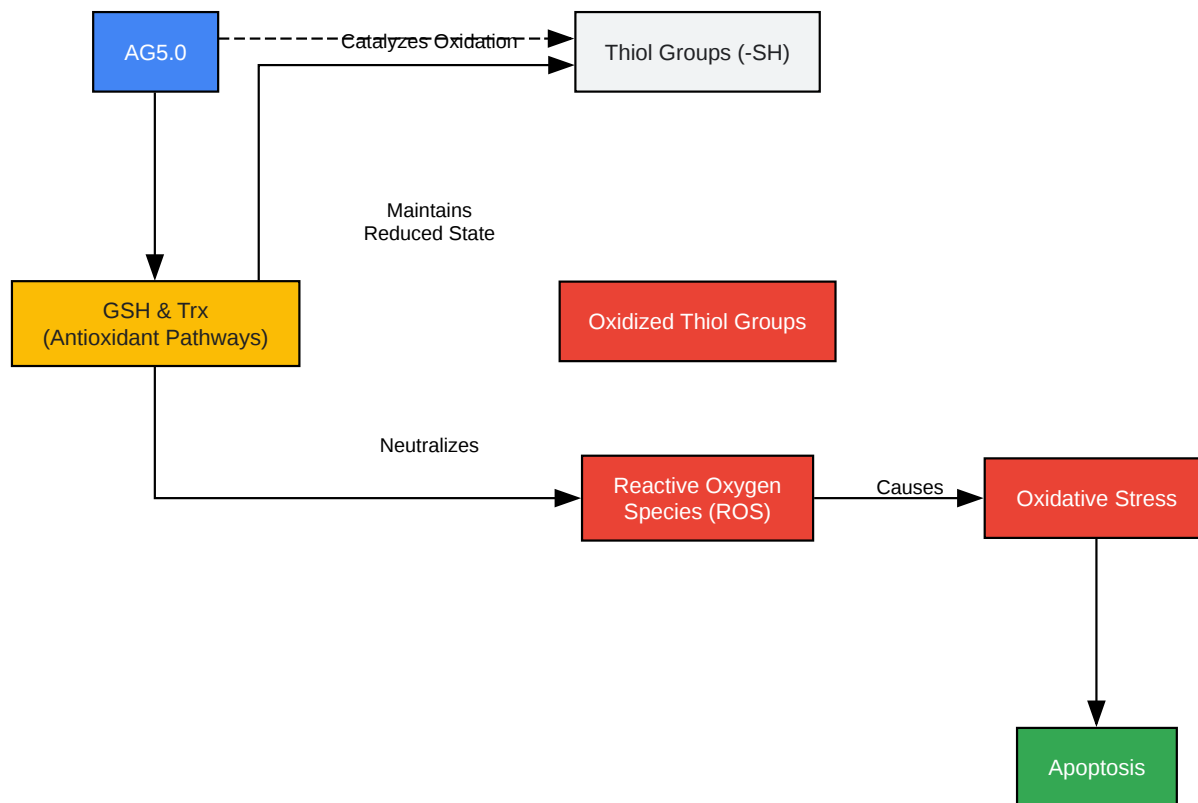 AG5.0
Catalyzes Oxidation
Thiol Groups (-SH)
Maintains
Reduced State
GSH & Trx
(Antioxidant Pathways)
Oxidized Thiol Groups
Neutralizes
Reactive Oxygen
Species (ROS)
Causes
Oxidative Stress
Apoptosis